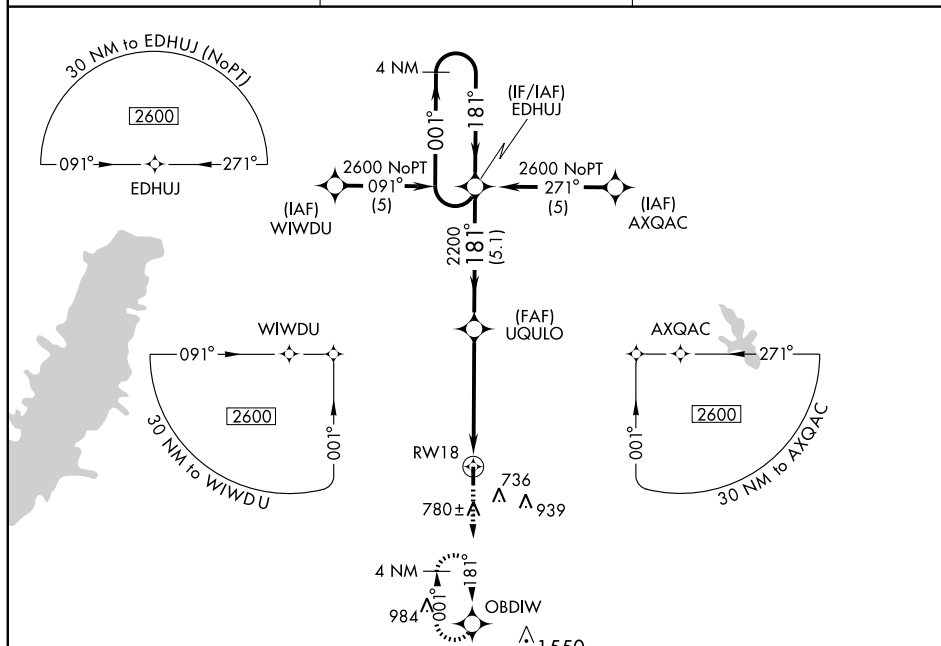 30 NM to EDHUJ (NoPT)
2600
091°
271°
EDHUJ
4 NM
001°
181°
(IF/IAF)
EDHUJ
2600 NoPT
091°
(5)
(IAF)
WIWDU
2600 NoPT
271°
(5)
(IAF)
AXQAC
2200
181°
(5.1)
(FAF)
UQULO
WIWDU
091°
2600
001°
30 NM to WIWDU
AXQAC
271°
2600
001°
30 NM to AXQAC
RW18
736
780±
939
4 NM
181°
001°
984
OBDIW
1550